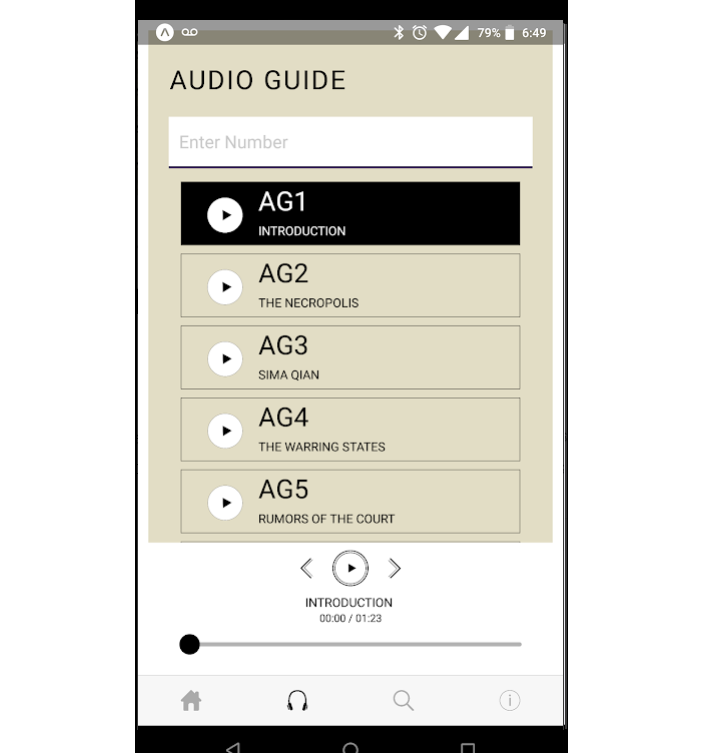 79% 6:49
AUDIO GUIDE
Enter Number
AG1
INTRODUCTION
AG2
THE NECROPOLIS
AG3
SIMA QIAN
AG4
THE WARRING STATES
AG5
RUMORS OF THE COURT
INTRODUCTION
00:00 / 01:23